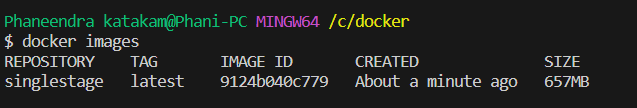 Phaneendra katakam@Phani-PC MINGW64 /c/docker
$ docker images
REPOSITORY    TAG       IMAGE ID       CREATED              SIZE
singlestage   latest    9124b040c779   About a minute ago   657MB